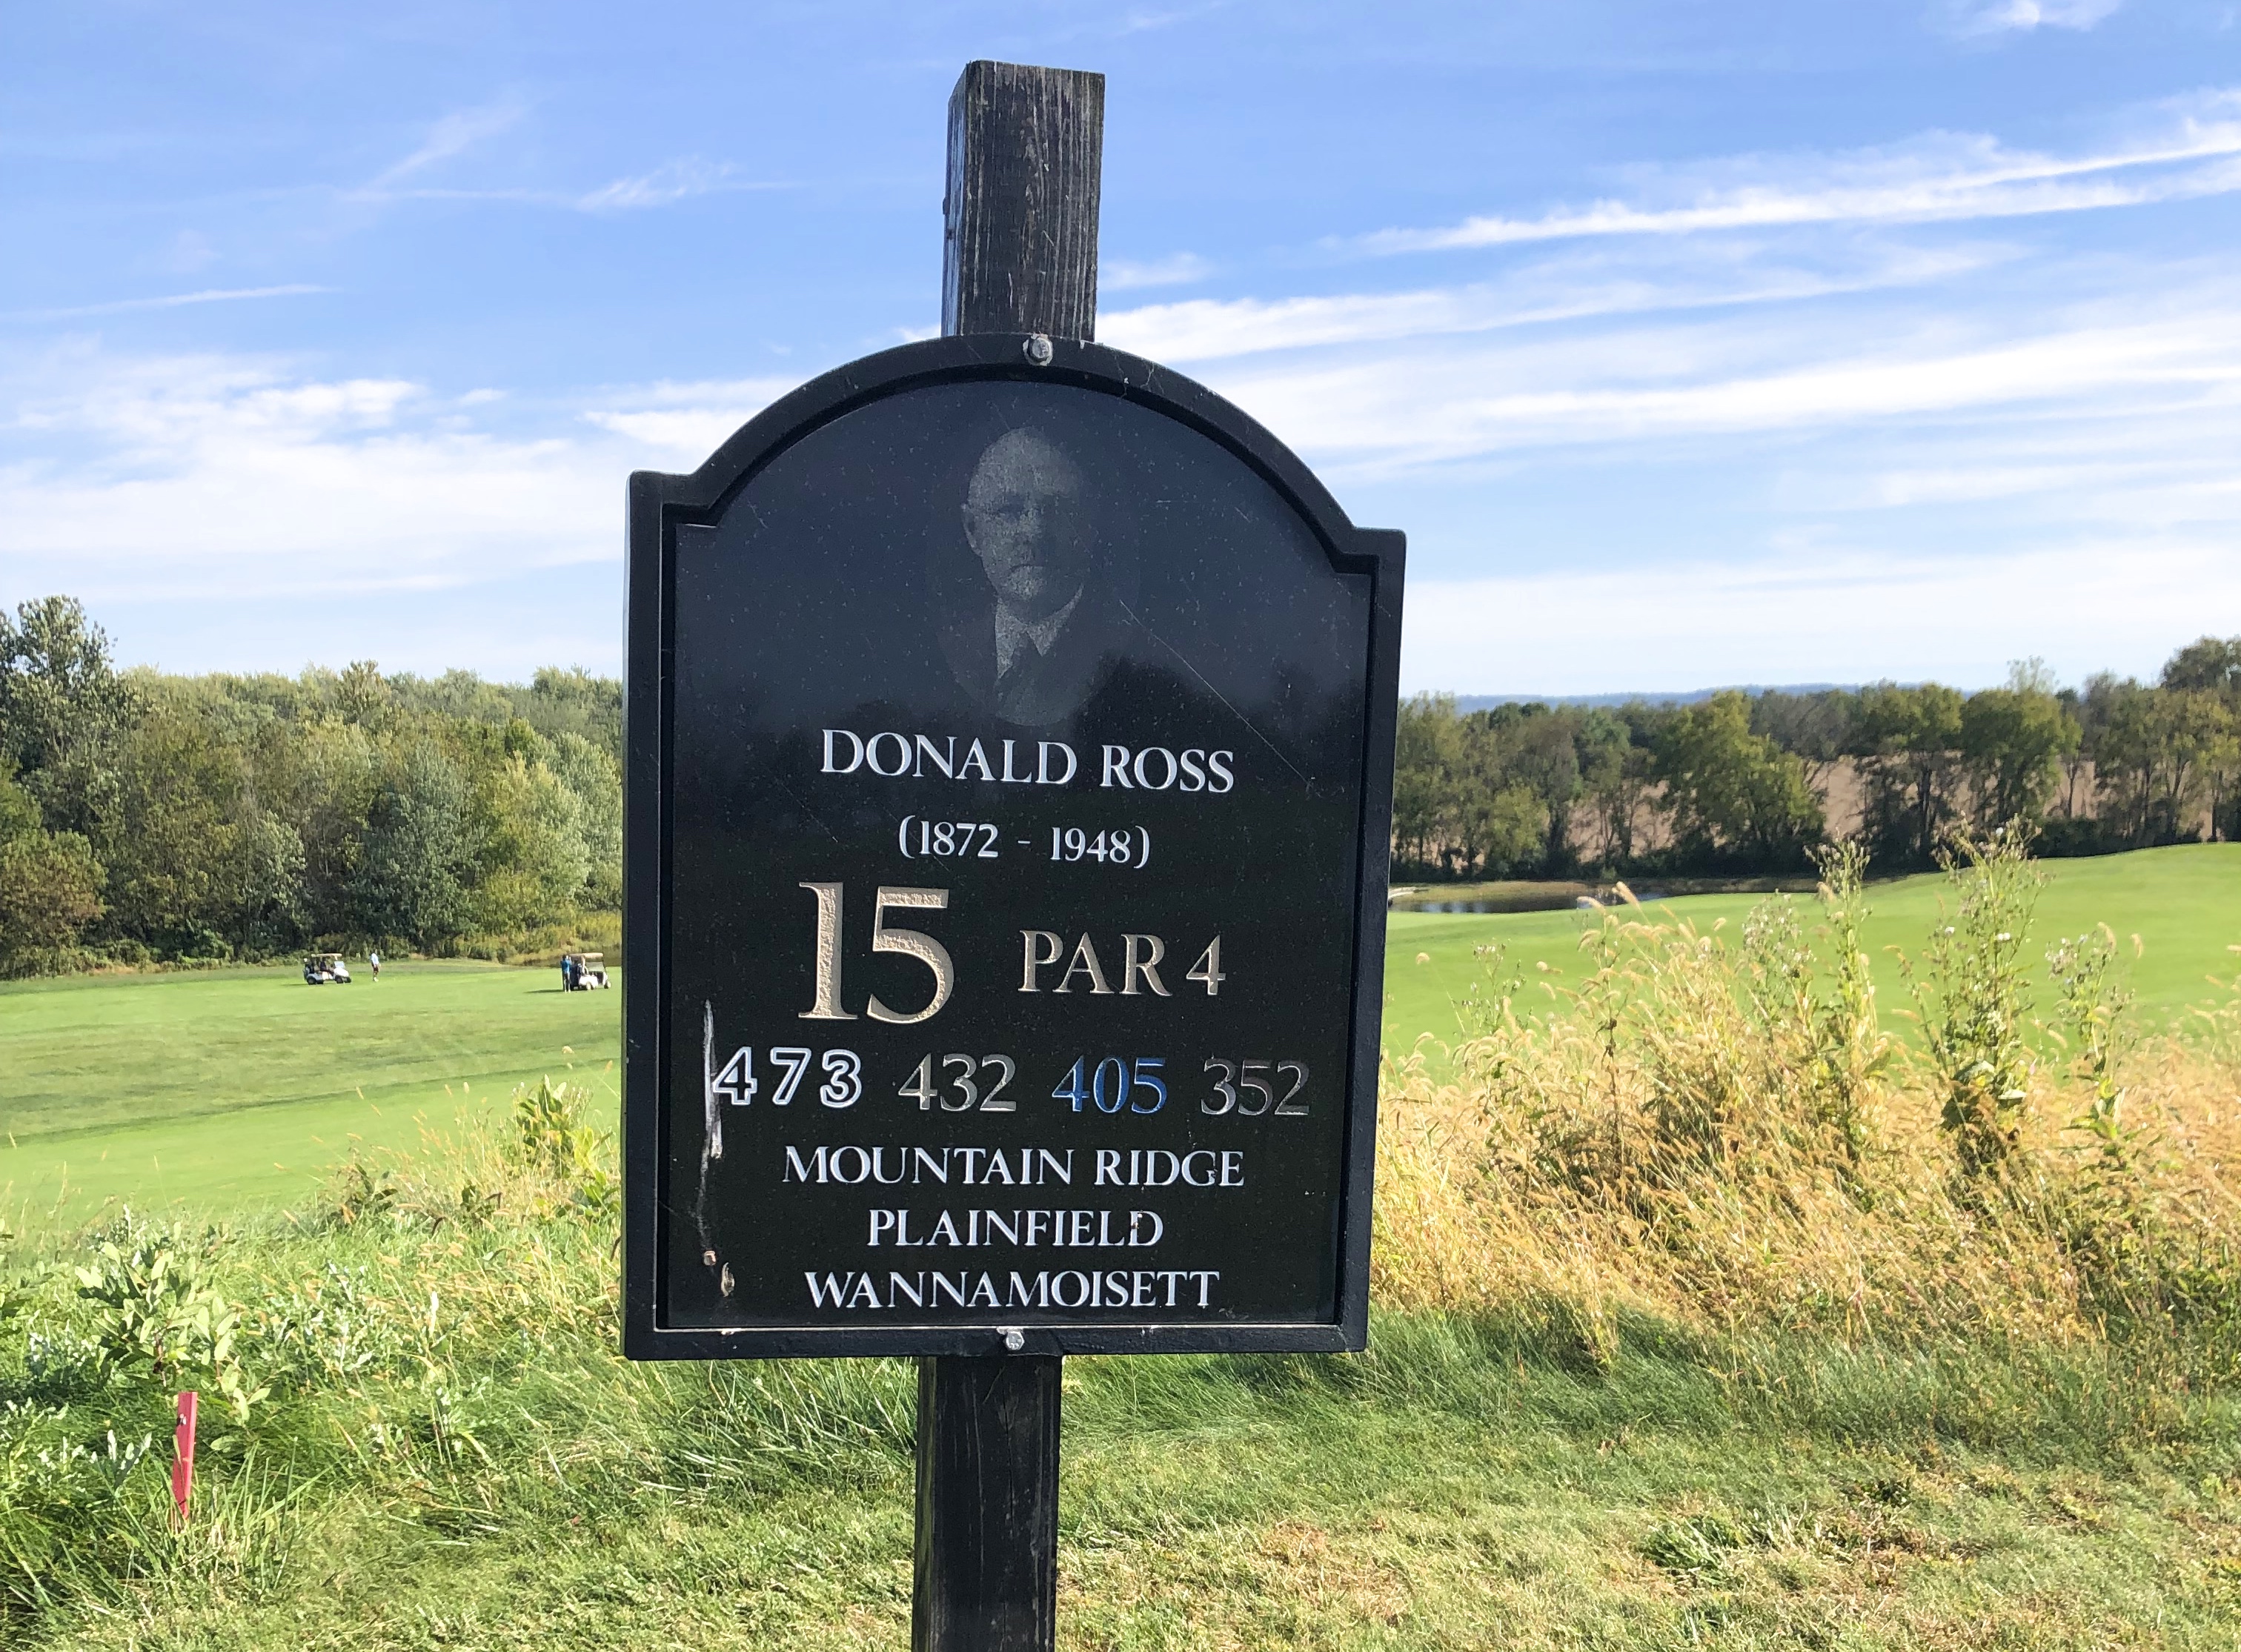 DONALD ROSS
(1872 - 1948)
15 PAR 4
473 432 405 352
MOUNTAIN RIDGE
PLAINFIELD
WANNAMOISETT